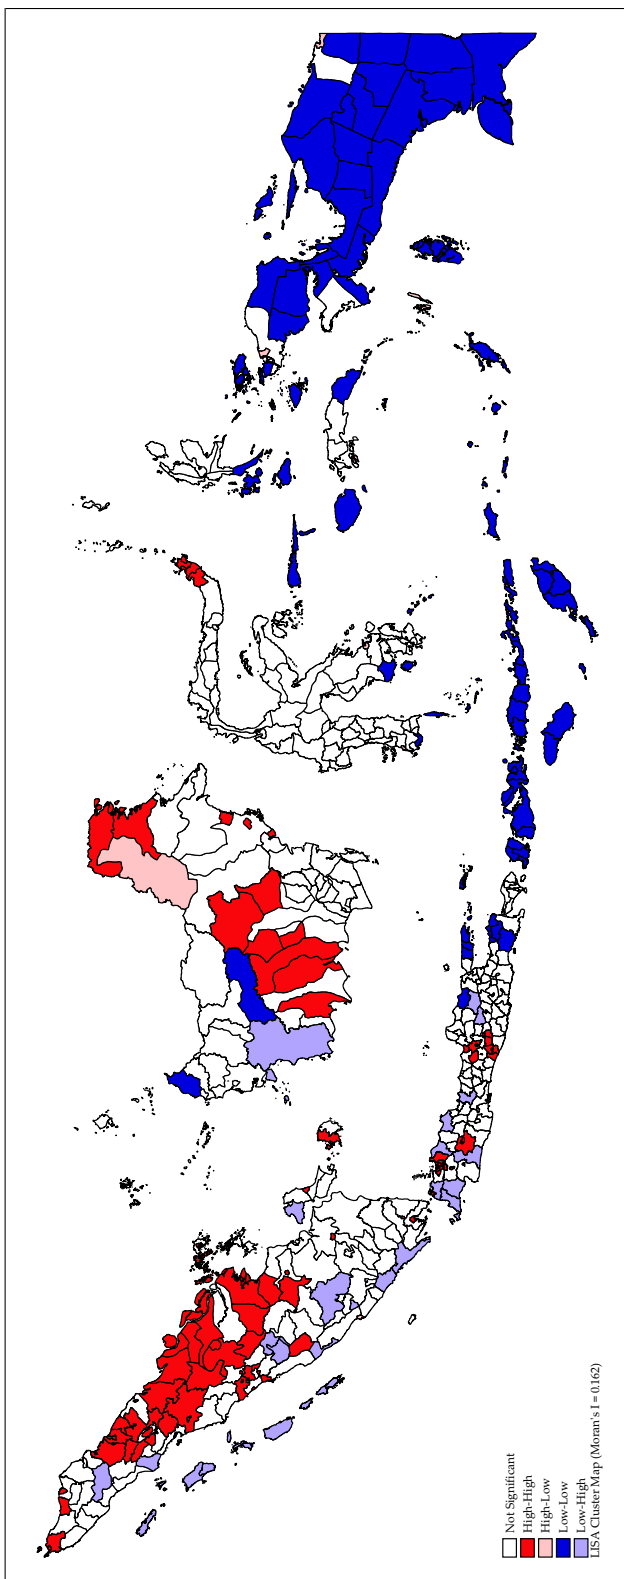 Not Significant
High-High
High-Low
Low-Low
Low-High
LISA Cluster Map (Moran's I = 0.162)